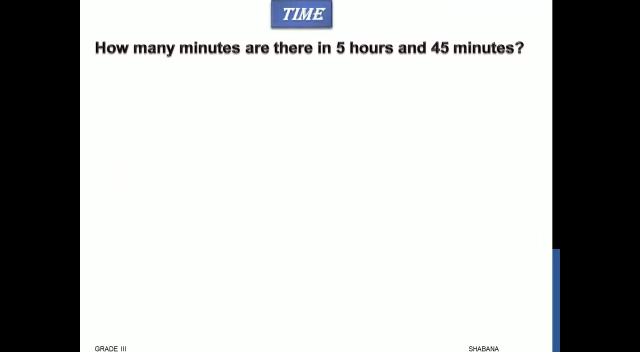 TIME
How many minutes are there in 5 hours and 45 minutes?
GRADE III
SHABANA